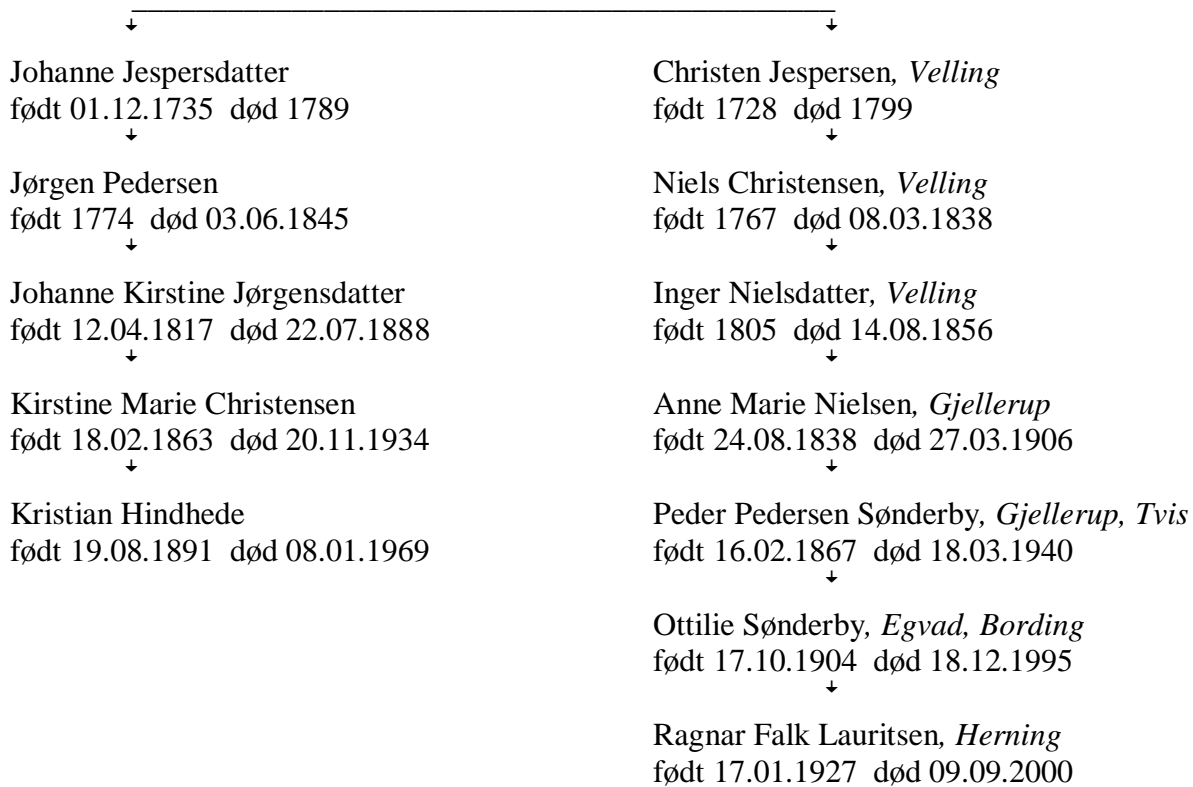 Johanne Jespersdatter
født 01.12.1735 død 1789
Jørgen Pedersen
født 1774 død 03.06.1845
Johanne Kirstine Jørgensdatter
født 12.04.1817 død 22.07.1888
Kirstine Marie Christensen
født 18.02.1863 død 20.11.1934
Kristian Hindhede
født 19.08.1891 død 08.01.1969
Christen Jespersen, Velling
født 1728 død 1799
Niels Christensen, Velling
født 1767 død 08.03.1838
Inger Nielsdatter, Velling
født 1805 død 14.08.1856
Anne Marie Nielsen, Gjellerup
født 24.08.1838 død 27.03.1906
Peder Pedersen Sønderby, Gjellerup, Tvis
født 16.02.1867 død 18.03.1940
Ottilie Sønderby, Egvad, Bording
født 17.10.1904 død 18.12.1995
Ragnar Falk Lauritsen, Herning
født 17.01.1927 død 09.09.2000